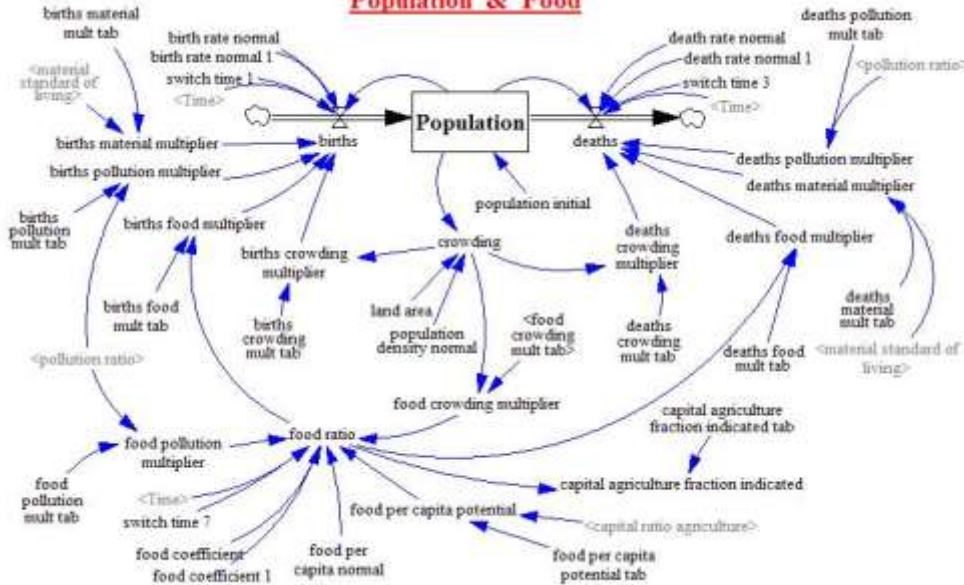 Population & Food
births material
mult tab
<material
standard of
living>
birth rate normal
birth rate normal 1
switch time 1
<Time>
death rate normal
death rate normal 1
switch time 3
<Time>
deaths pollution
mult tab
<pollution ratio>
births material multiplier
births
Population
deaths
deaths pollution multiplier
births pollution multiplier
deaths material multiplier
births
pollution
mult tab
births food multiplier
population initial
births crowding
multiplier
crowding
deaths
crowding
multiplier
deaths food multiplier
births food
mult tab
births
crowding
mult tab
land area
population
density normal
<food
crowding
mult tab>
deaths
crowding
mult tab
deaths food
mult tab
deaths
material
mult tab
<material standard of
living>
<pollution ratio>
food crowding multiplier
capital agriculture
fraction indicated tab
food pollution
multiplier
food ratio
food
pollution
mult tab
<Time>
switch time 7
food coefficient
food coefficient 1
food per
capita normal
food per capita potential
capital agriculture fraction indicated
<capital ratio agriculture>
food per capita
potential tab